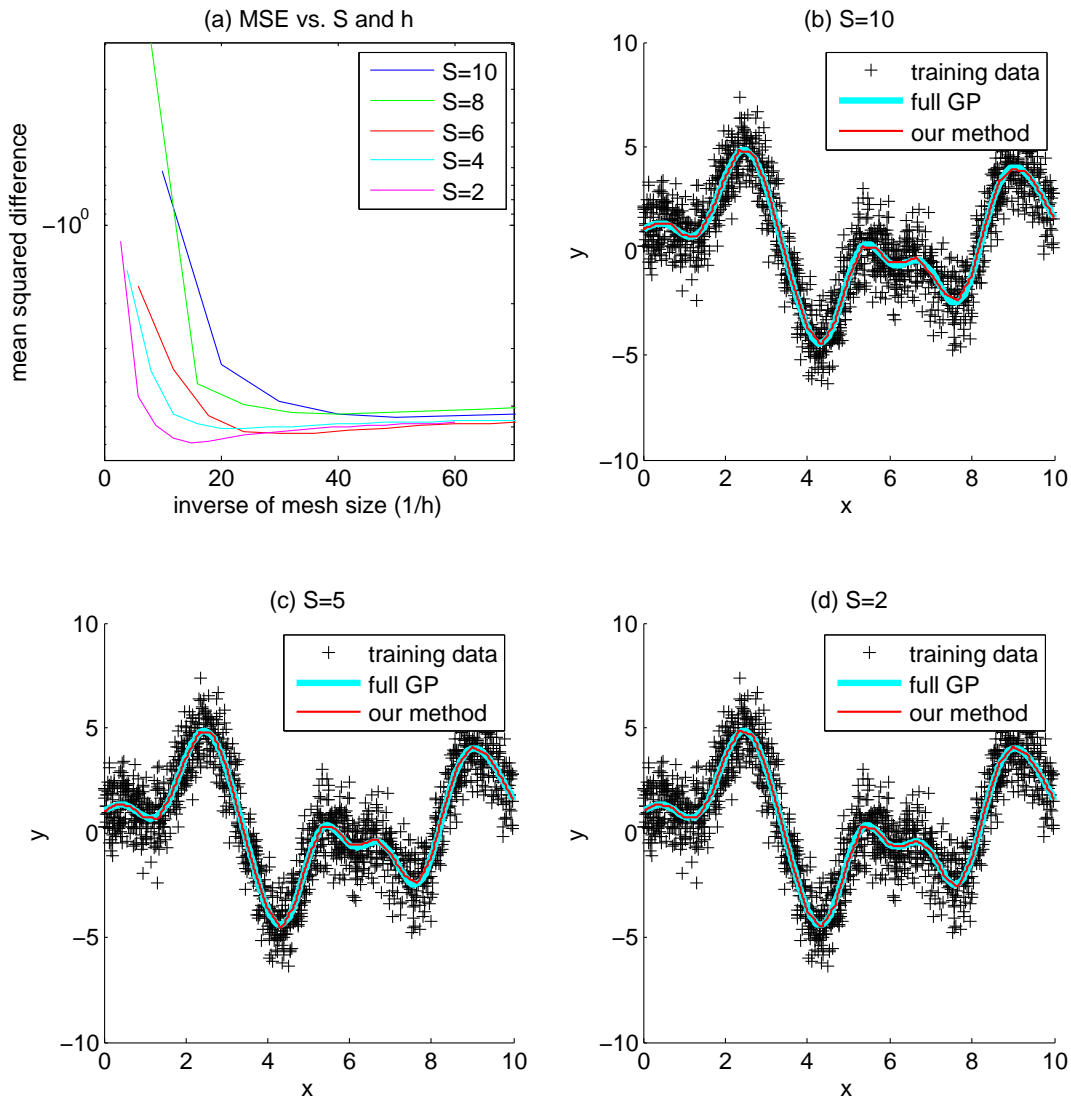 (a) MSE vs. S and h
S=10
S=8
S=6
S=4
S=2
mean squared difference
−10^0
0
20
40
60
inverse of mesh size (1/h)
(b) S=10
training data
full GP
our method
10
5
0
−5
−10
y
0
2
4
6
8
10
x
(c) S=5
training data
full GP
our method
10
5
0
−5
−10
y
0
2
4
6
8
10
x
(d) S=2
training data
full GP
our method
10
5
0
−5
−10
y
0
2
4
6
8
10
x